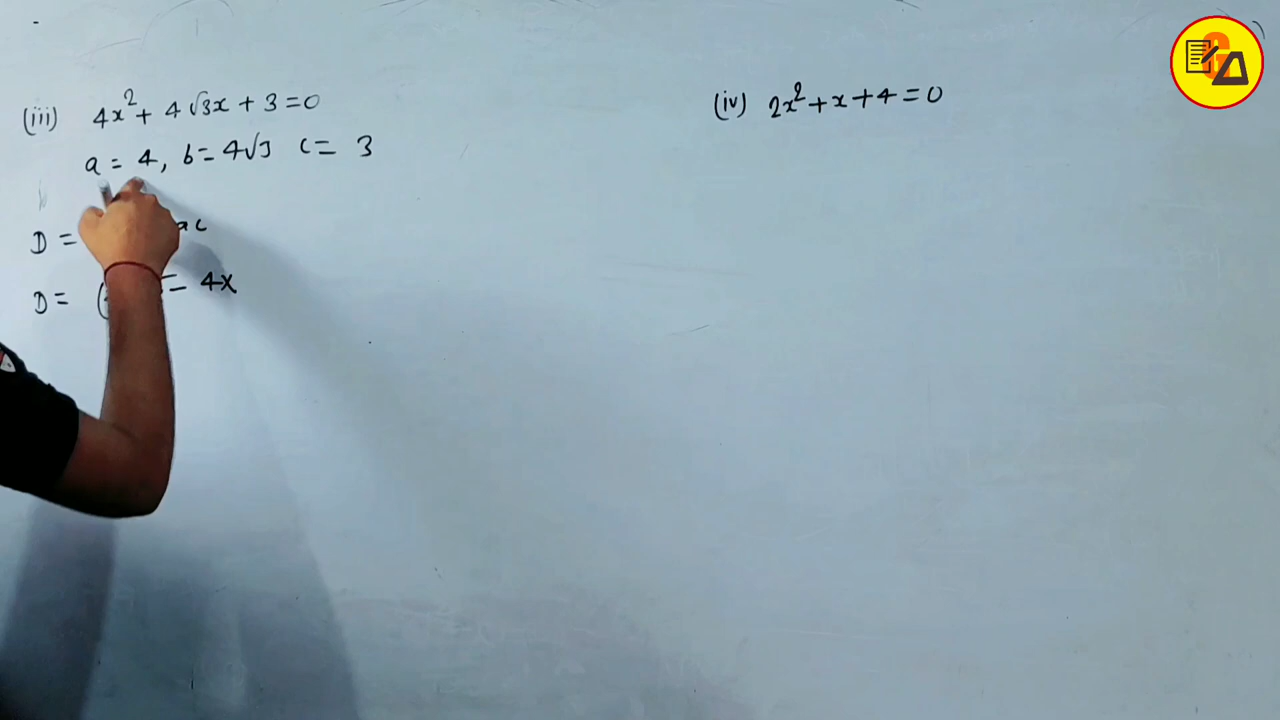 (iii) 4x² + 4√3x + 3 = 0
a = 4, b = 4√3 c = 3
D = ac
D = ( = 4x
(iv) 2x² + x + 4 = 0